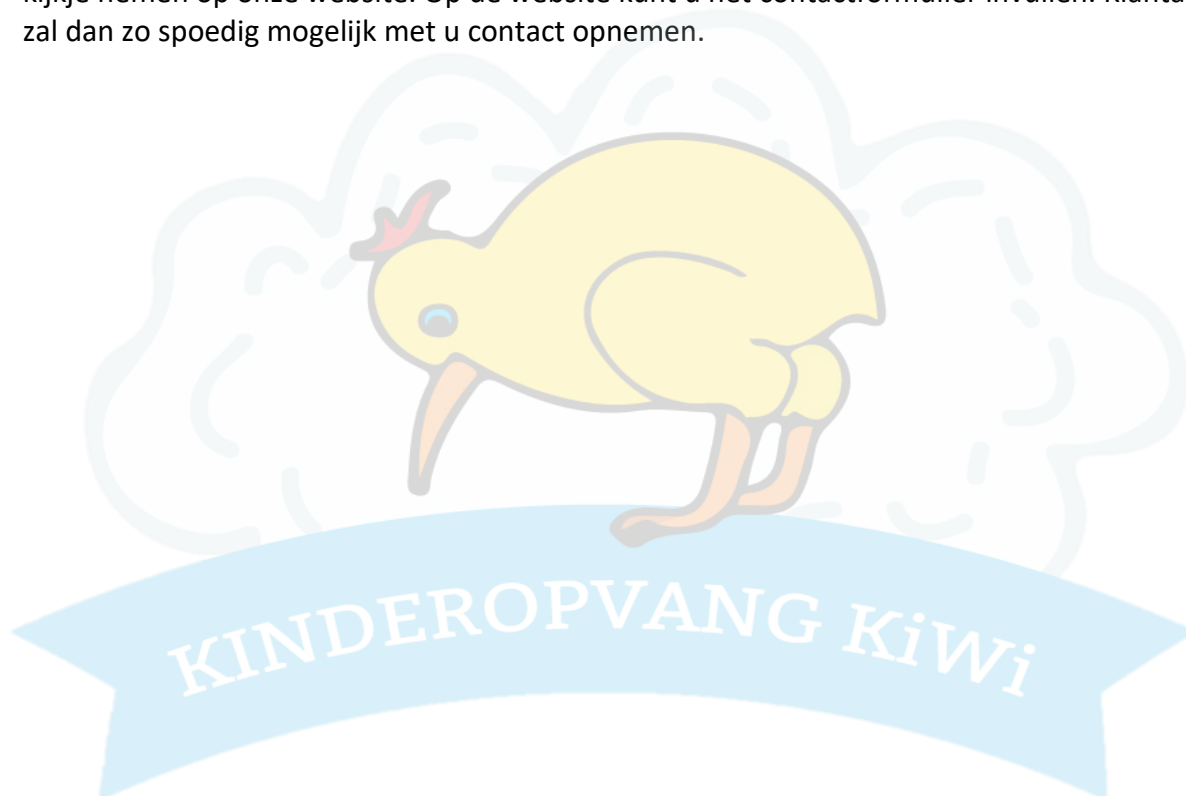 kijkje nemen op onze website. Op de website kunt u het contactformulier invullen.
zal dan zo spoedig mogelijk met u contact opnemen.
KINDEROPVANG KiWi